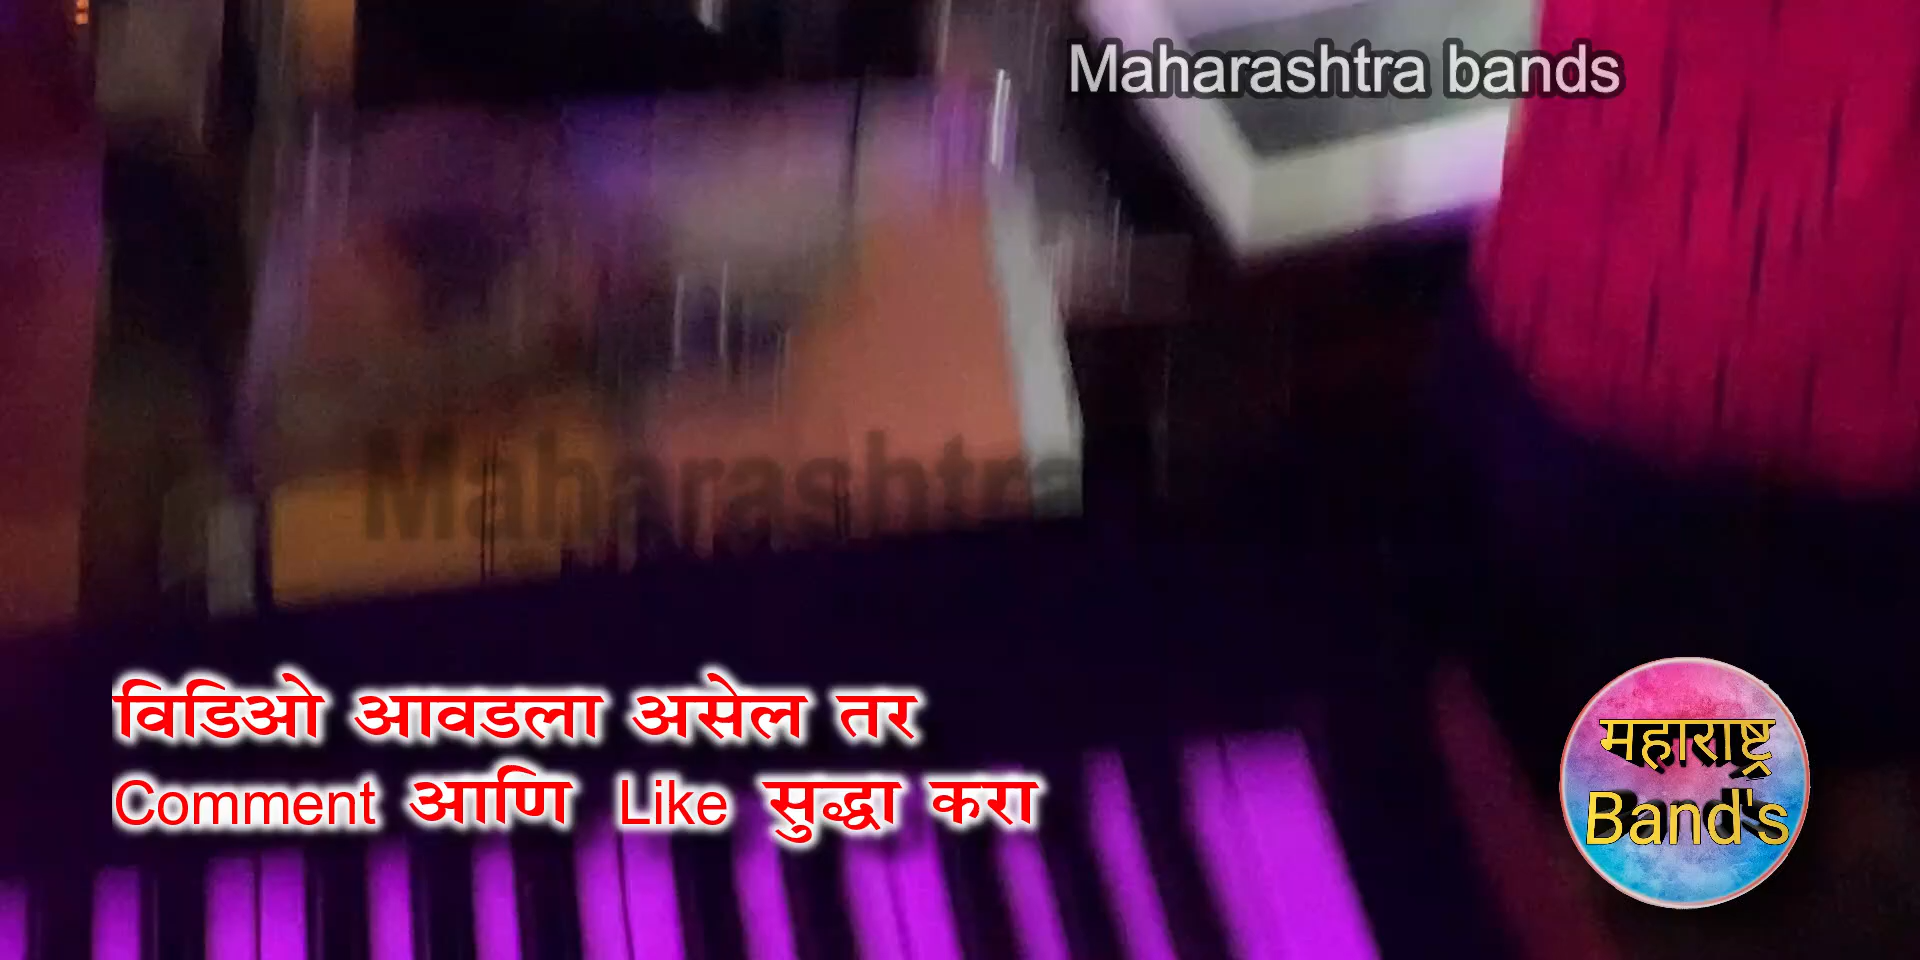 Maharashtra bands
Maharashtra
विडिओ आवडला असेल तर
Comment आणि Like सुद्धा करा
महाराष्ट्र
Band's